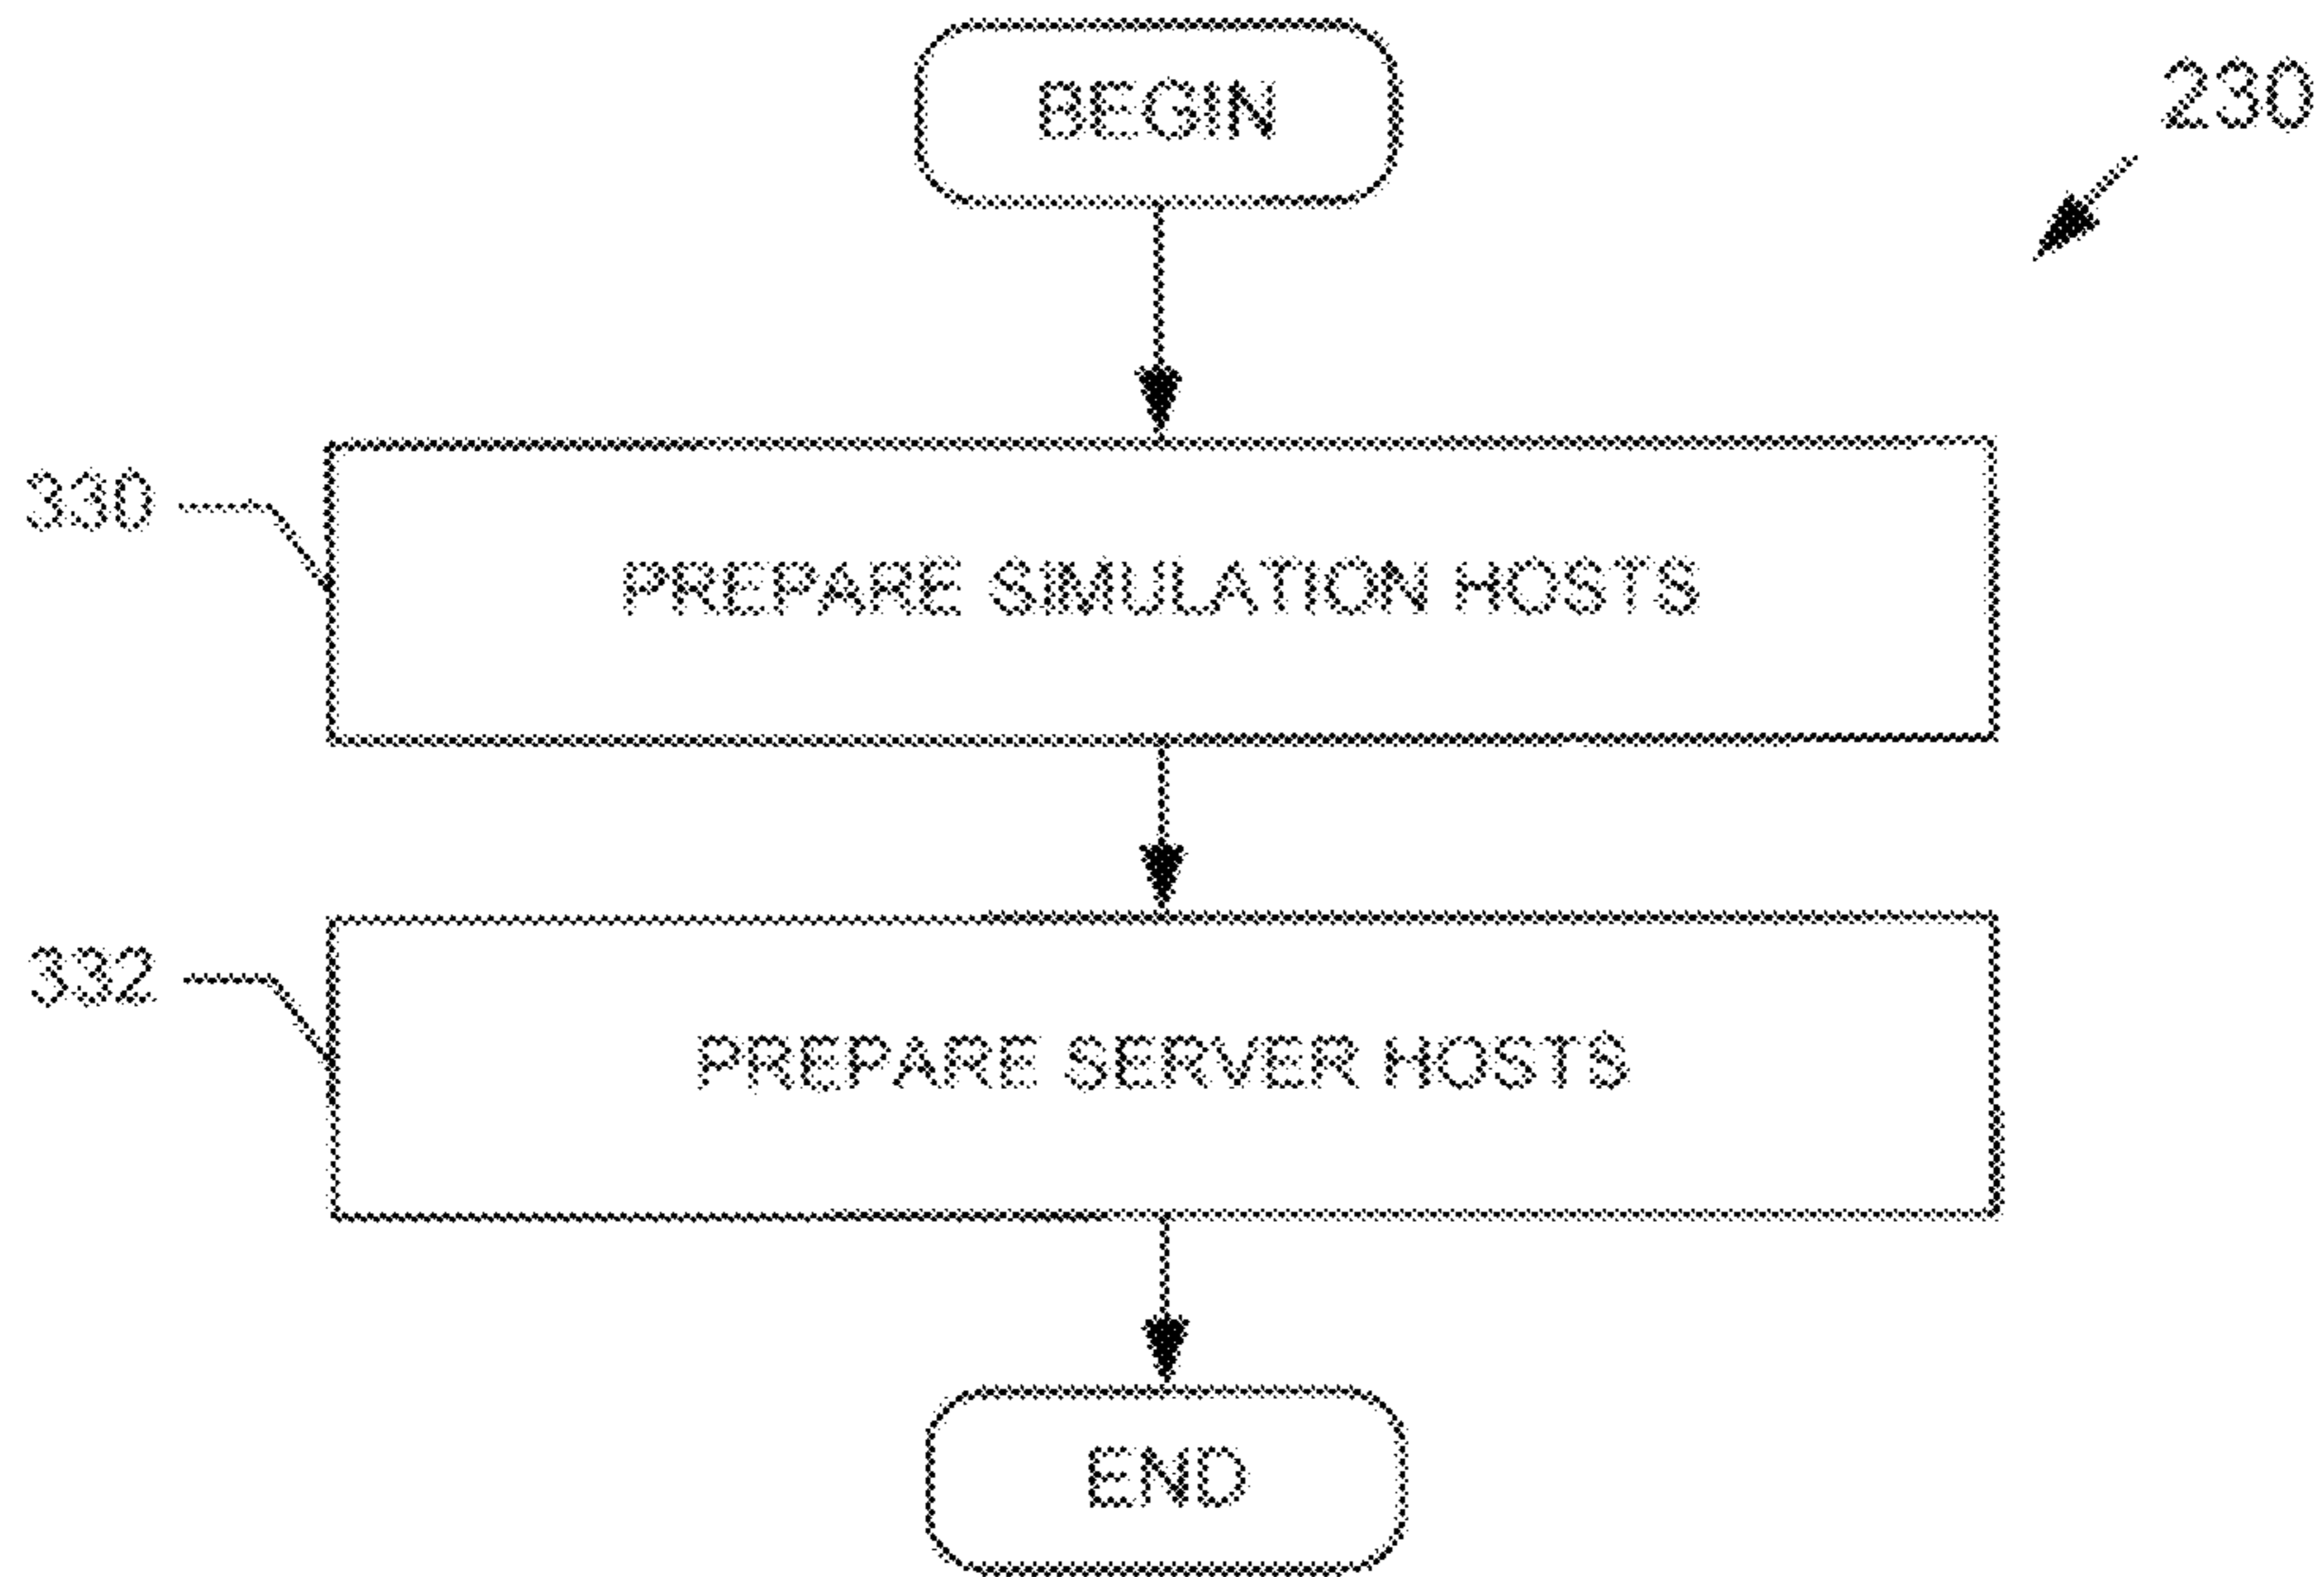 BEGIN
230
330
PREPARE SIMULATION HOSTS
332
PREPARE SERVER HOSTS
END